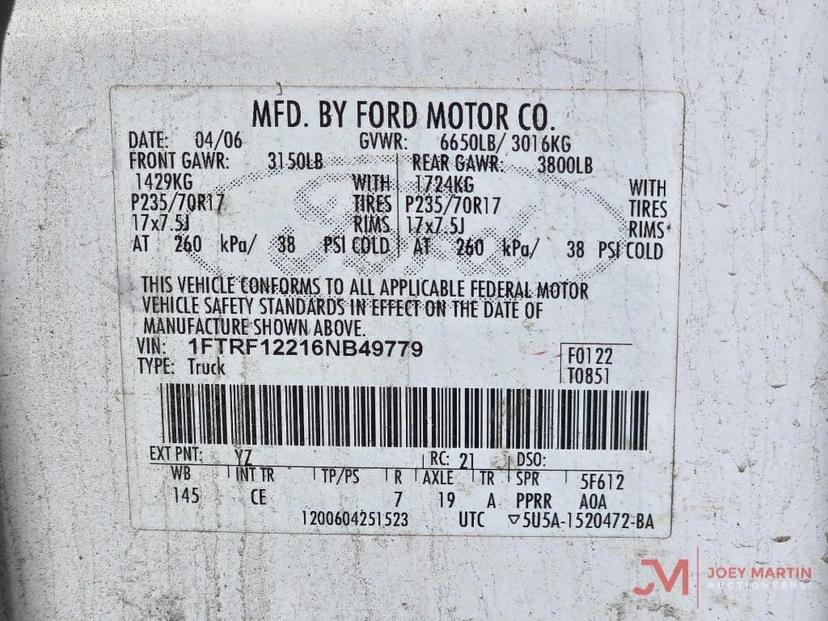 MFD. BY FORD MOTOR CO.
DATE: 04/06 GVWR: 6650LB/ 3016KG
FRONT GAWR: 3150LB REAR GAWR: 3800LB
1429KG WITH 1724KG WITH
P235/70R17 TIRES P235/70R17 TIRES
17x7.5J RIMS 17x7.5J RIMS
AT 260 kPa/ 38 PSI COLD AT 260 kPa/ 38 PSI COLD
THIS VEHICLE CONFORMS TO ALL APPLICABLE FEDERAL MOTOR
VEHICLE SAFETY STANDARDS IN EFFECT ON THE DATE OF
MANUFACTURE SHOWN ABOVE.
VIN: 1FTRF12216NB49779 F0122
TYPE: Truck T0851
EXT PNT: YZ RC: 21 DSO:
WB INT TR TP/PS R AXLE TR SPR 5F612
145 CE 7 19 A PPRR A0A
1200604251523 UTC ▽5U5A-1520472-BA
JM JOEY MARTIN
AUCTIONEERS